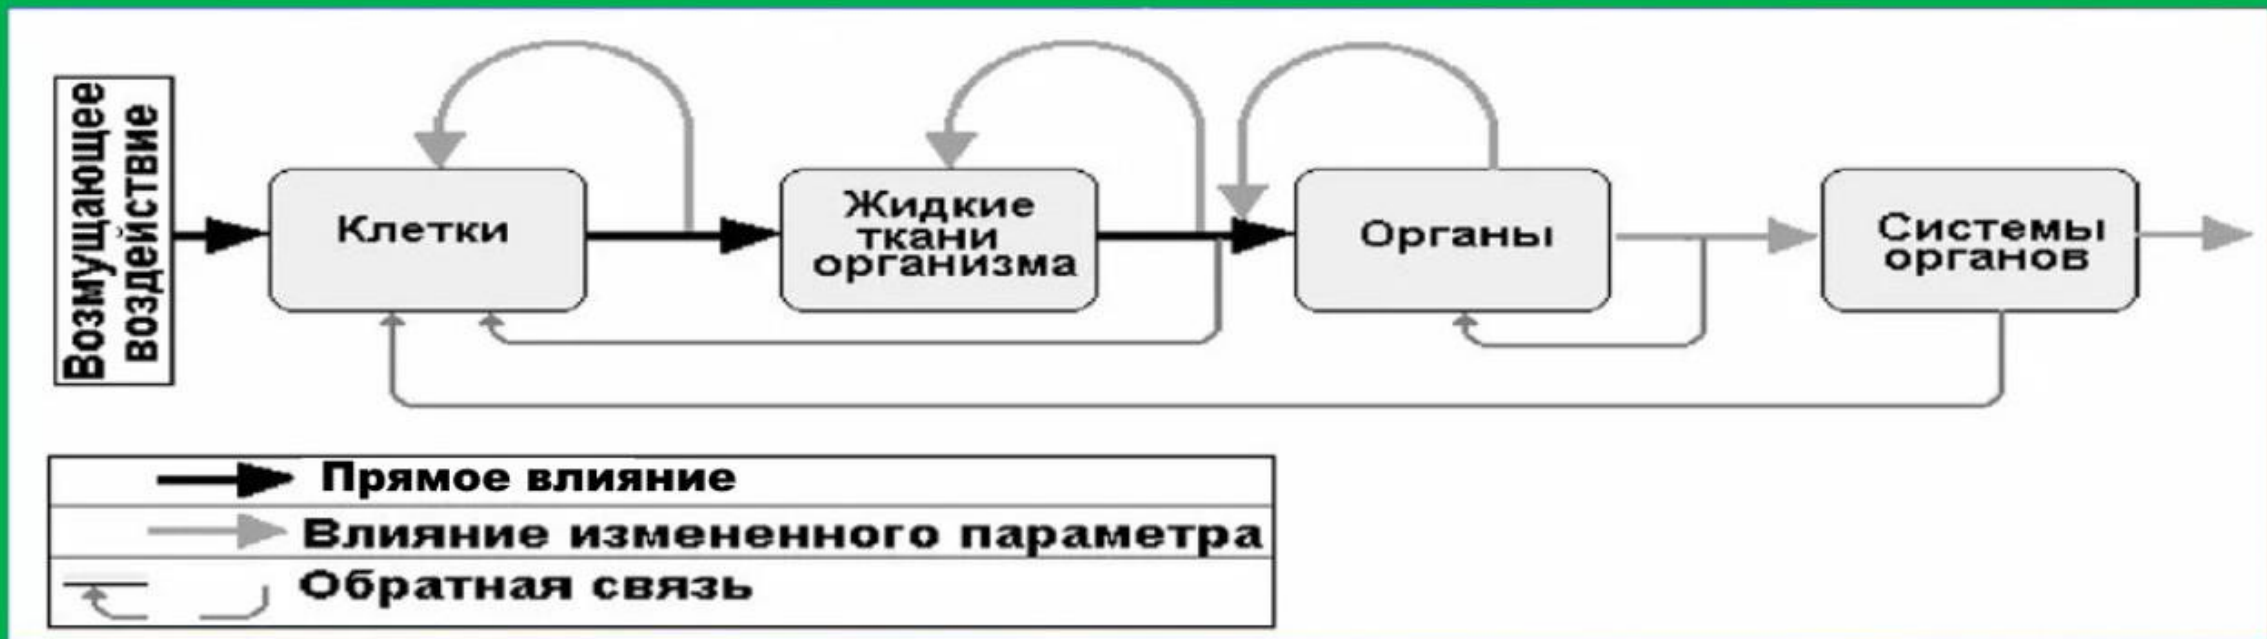 Возмущающее
воздействие
Клетки
Жидкие
ткани
организма
Органы
Системы
органов
Прямое влияние
Влияние измененного параметра
Обратная связь